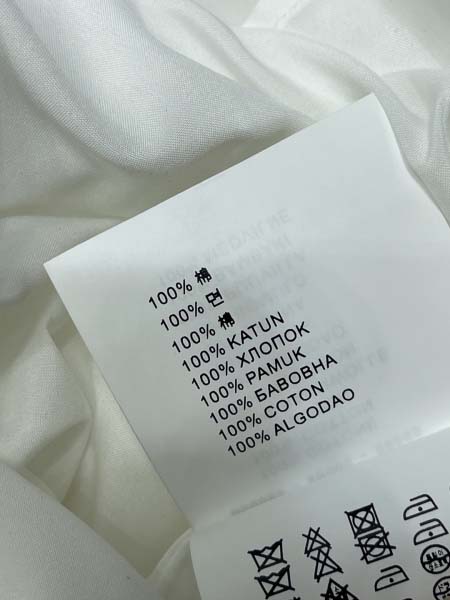 100% 棉
100% 면
100% 棉
100% KATUN
100% ХЛОПОК
100% PAMUK
100% БАВОВНА
100% COTON
100% ALGODAO